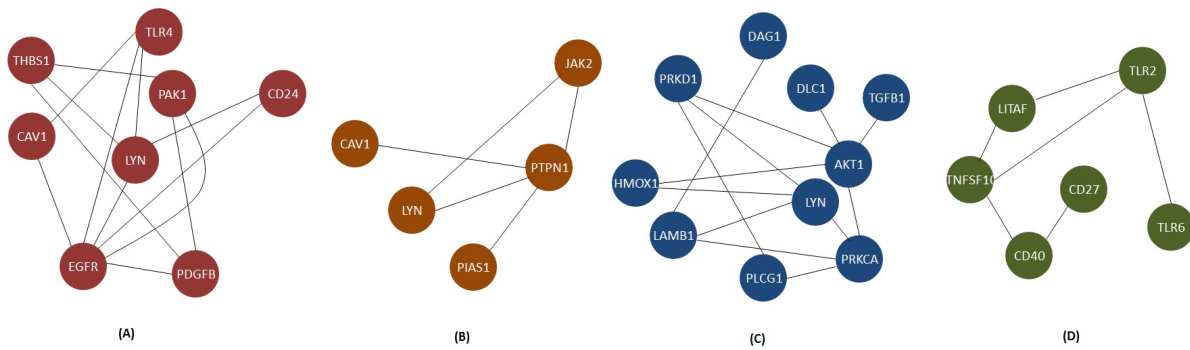 TLR4
THBS1
PAK1
CD24
CAV1
LYN
EGFR
PDGFB
(A)
JAK2
CAV1
PTPN1
LYN
PIAS1
(B)
DAG1
PRKD1
DLC1
TGFB1
AKT1
HMOX1
LYN
LAMB1
PRKCA
PLCG1
(C)
TLR2
LITAF
TNFSF10
CD27
TLR6
CD40
(D)